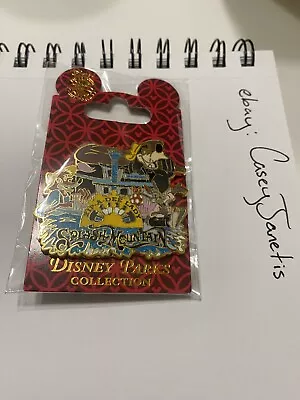 SPLASH MOUNTAIN
DISNEY PARKS
COLLECTION
ebay: CaseyJanetis